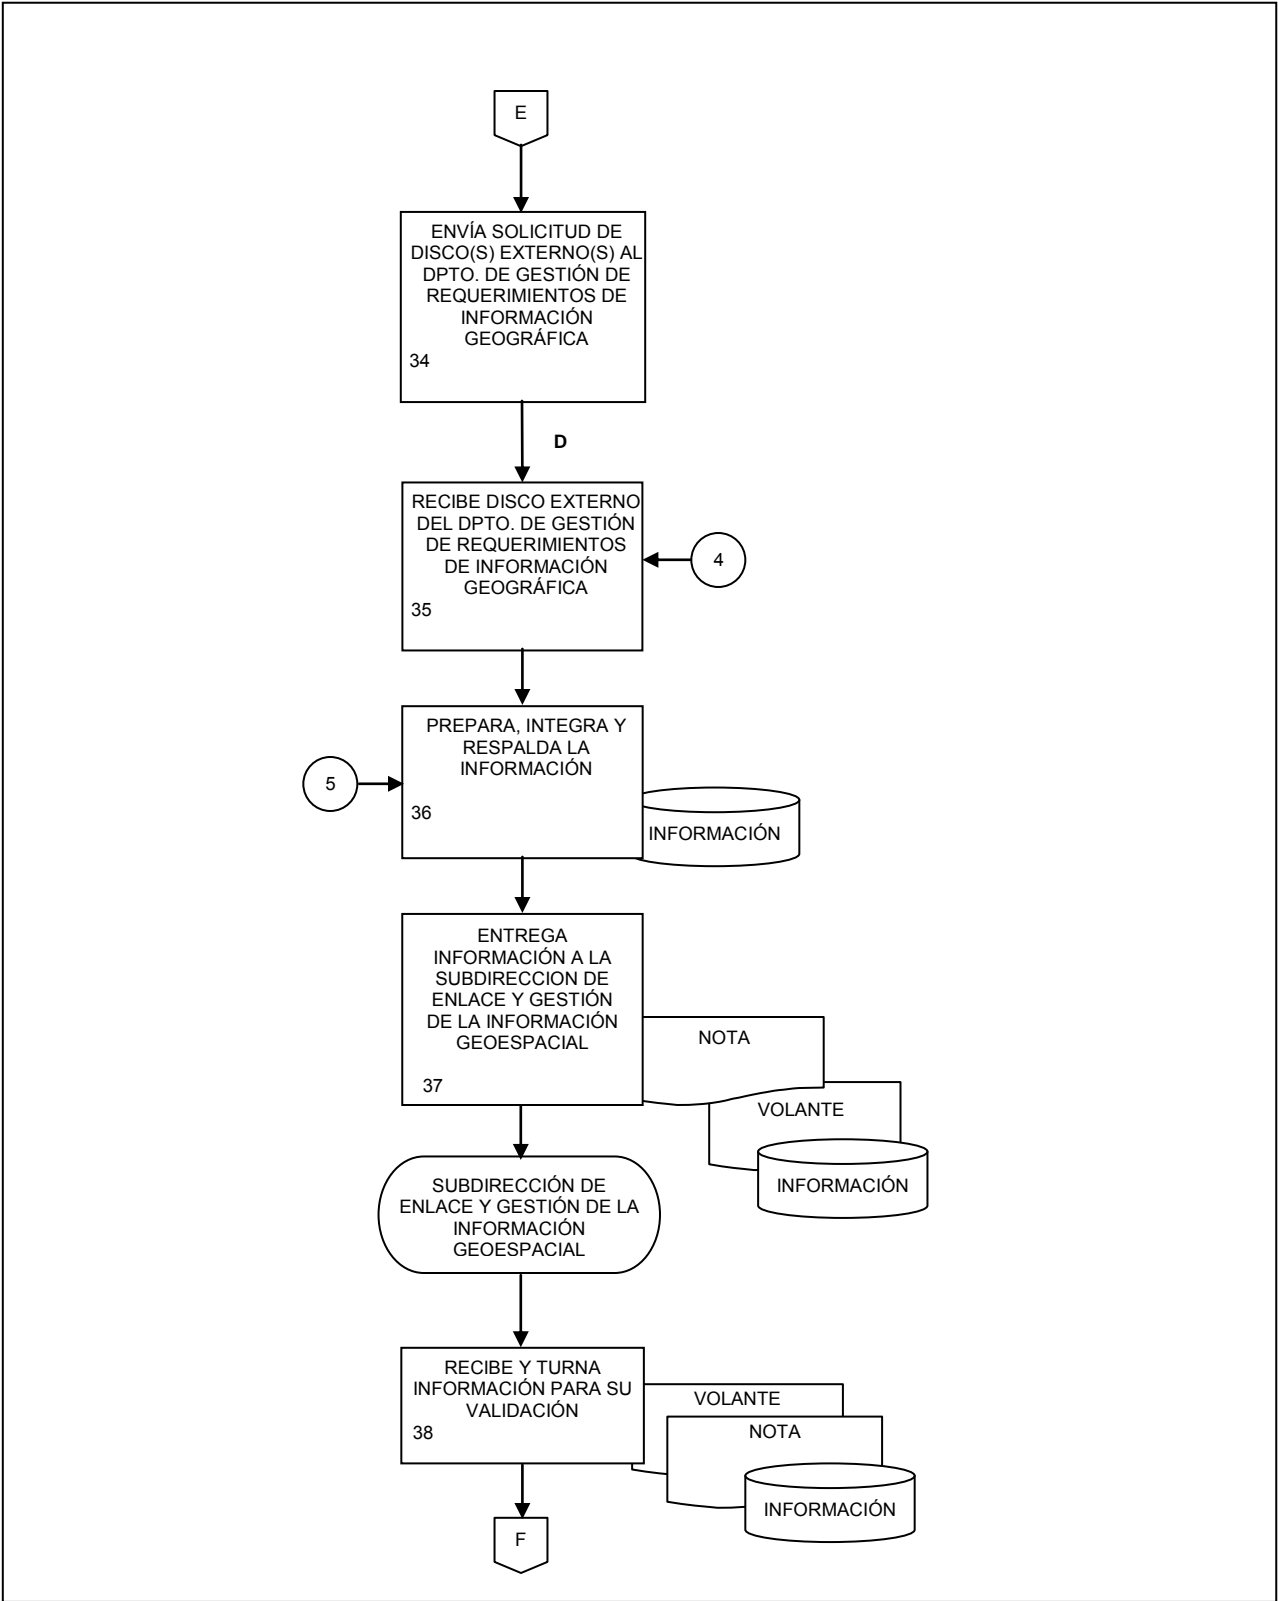 E
ENVÍA SOLICITUD DE
DISCO(S) EXTERNO(S) AL
DPTO. DE GESTIÓN DE
REQUERIMIENTOS DE
INFORMACIÓN
GEOGRÁFICA
34
D
RECIBE DISCO EXTERNO
DEL DPTO. DE GESTIÓN
DE REQUERIMIENTOS
DE INFORMACIÓN
GEOGRÁFICA
35
4
PREPARA, INTEGRA Y
RESPALDA LA
INFORMACIÓN
36
5
INFORMACIÓN
ENTREGA
INFORMACIÓN A LA
SUBDIRECCION DE
ENLACE Y GESTIÓN
DE LA INFORMACIÓN
GEOESPACIAL
37
NOTA
VOLANTE
INFORMACIÓN
SUBDIRECCIÓN DE
ENLACE Y GESTIÓN DE LA
INFORMACIÓN
GEOESPACIAL
RECIBE Y TURNA
INFORMACIÓN PARA SU
VALIDACIÓN
38
VOLANTE
NOTA
INFORMACIÓN
F